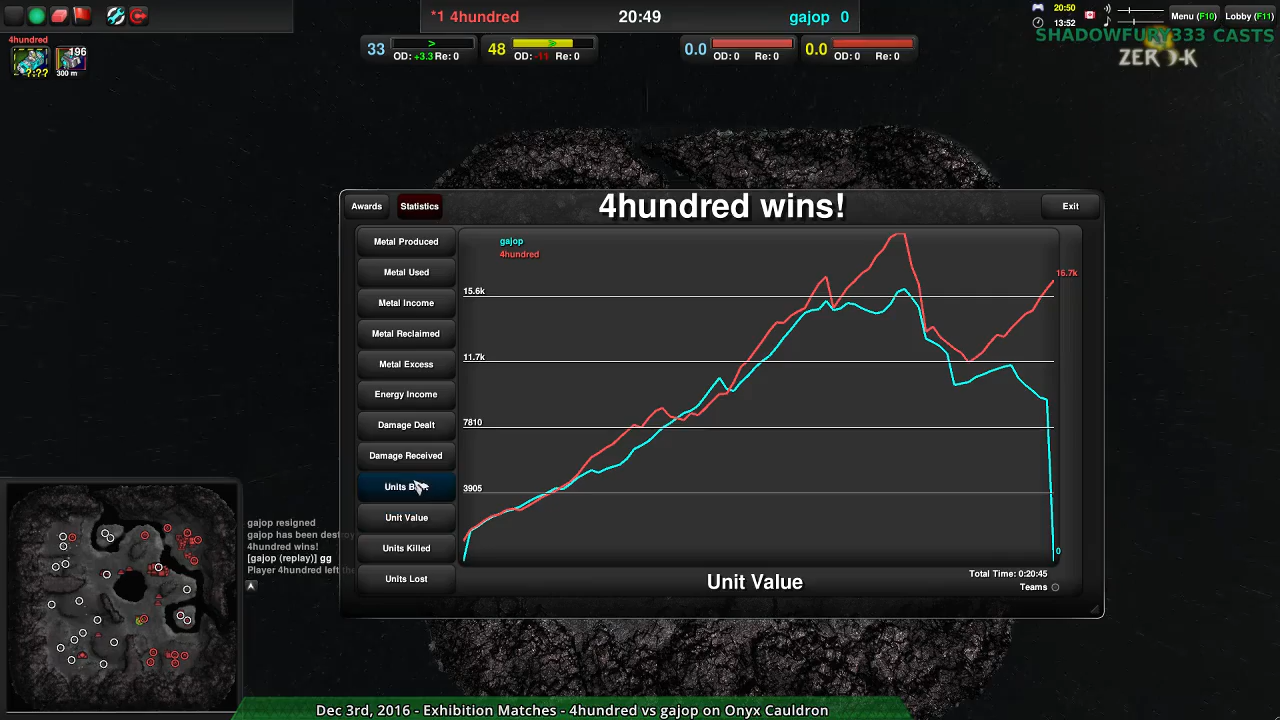 *1 4hundred
20:49
gajop 0
20:50
13:52
Menu (F10)
Lobby (F11)
SHADOWFURY333 CASTS
ZERO-K
4hundred
?:??
196
300 m
33
OD: +3.3 Re: 0
48
OD: -11 Re: 0
0.0
OD: 0 Re: 0
0.0
OD: 0 Re: 0
Awards
Statistics
4hundred wins!
Exit
Metal Produced
Metal Used
Metal Income
Metal Reclaimed
Metal Excess
Energy Income
Damage Dealt
Damage Received
Units
Unit Value
Units Killed
Units Lost
gajop
4hundred
16.7k
15.6k
11.7k
7810
3905
0
Total Time: 0:20:45
Unit Value
Teams
gajop resigned
gajop has been
4hundred wins!
[gajop (replay)] gg
Player 4hundred left
Dec 3rd, 2016 - Exhibition Matches - 4hundred vs gajop on Onyx Cauldron